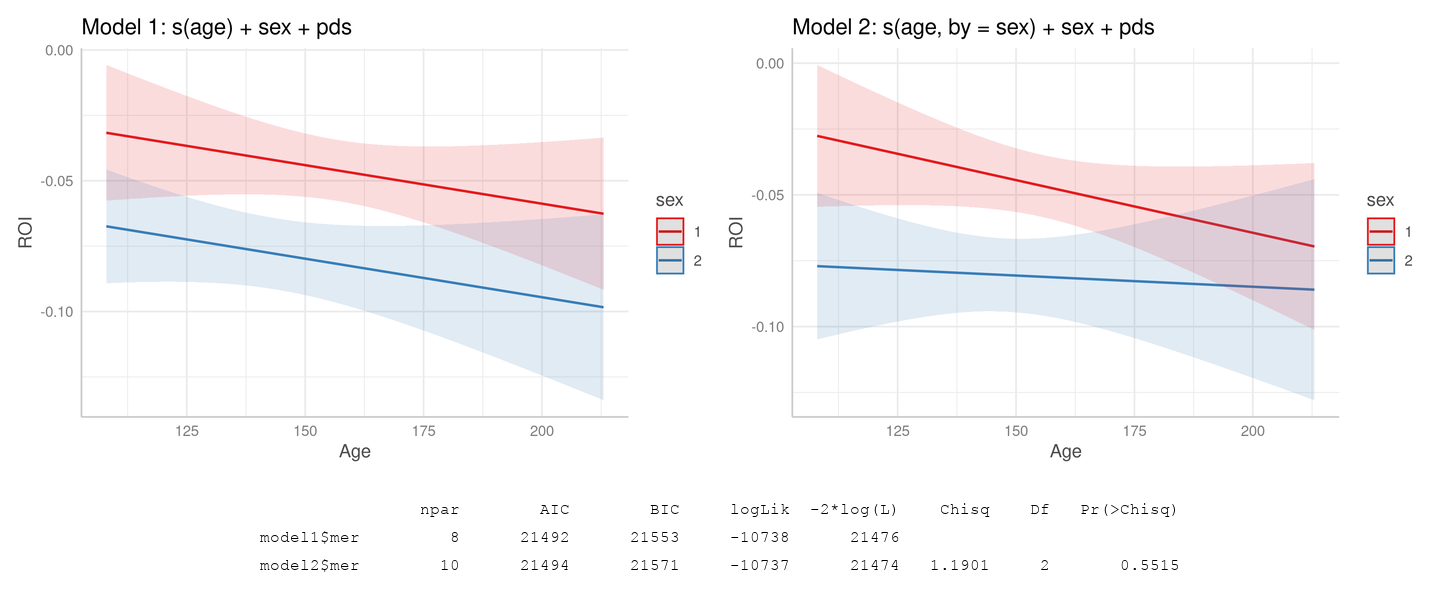 Model 1: s(age) + sex + pds
0.00
-0.05
-0.10
ROI
125 150 175 200
Age
sex
1
2
Model 2: s(age, by = sex) + sex + pds
0.00
-0.05
-0.10
ROI
125 150 175 200
Age
sex
1
2
npar AIC BIC logLik -2*log(L) Chisq Df Pr(>Chisq)
model1$mer 8 21492 21553 -10738 21476
model2$mer 10 21494 21571 -10737 21474 1.1901 2 0.5515